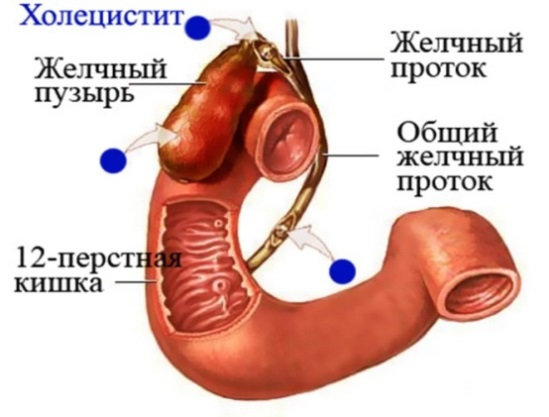 Холецистит
Желчный
проток
Желчный
пузырь
Общий
желчный
проток
12-перстная
кишка